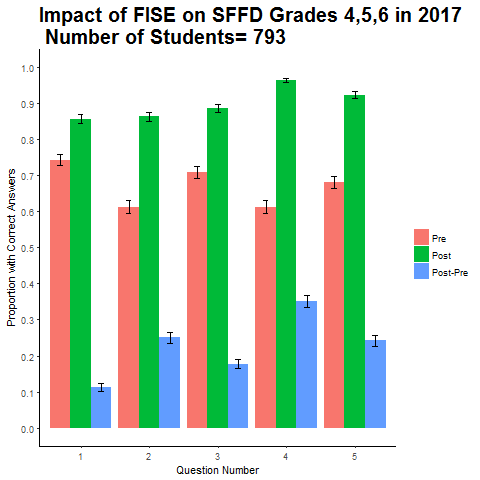 Impact of FISE on SFFD Grades 4,5,6 in 2017
Number of Students= 793
1.0
0.9
0.8
0.7
0.6
0.5
0.4
0.3
0.2
0.1
0.0
Proportion with Correct Answers
1 2 3 4 5
Question Number
Pre
Post
Post-Pre